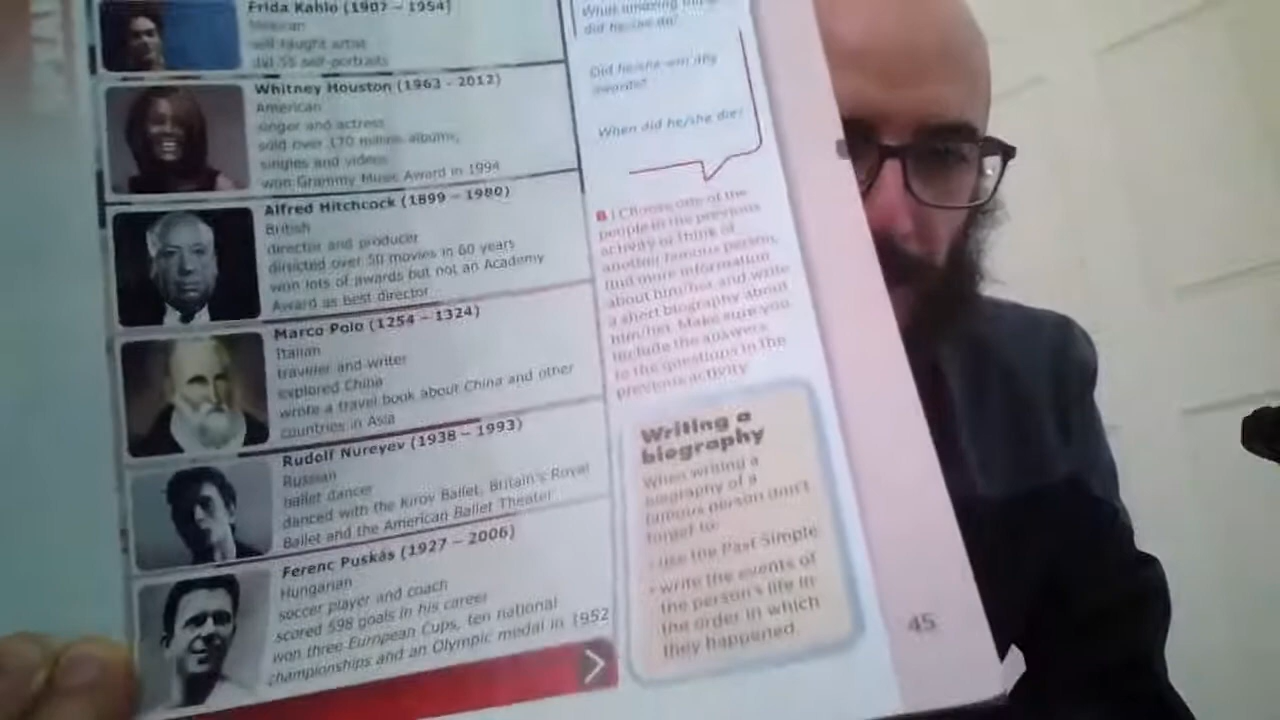 Frida Kahlo (1907 – 1954)
Mexican
self-taught artist
did 55 self-portraits
Whitney Houston (1963 - 2012)
American
singer and actress
sold over 170 million albums,
singles and videos
won Grammy Music Award in 1994
Alfred Hitchcock (1899 – 1980)
British
director and producer
directed over 50 movies in 60 years
won lots of awards but not an Academy
Award as best director
Marco Polo (1254 – 1324)
Italian
traveller and writer
explored China
wrote a travel book about China and other
countries in Asia
Rudolf Nureyev (1938 – 1993)
Russian
ballet dancer
danced with the Kirov Ballet, Britain's Royal
Ballet and the American Ballet Theater
Ferenc Puskás (1927 – 2006)
Hungarian
soccer player and coach
scored 598 goals in his career
won three European Cups, ten national
championships and an Olympic medal in 1952
What amazing
did he/she do?
Did he/she win any
awards?
When did he/she die?
B | Choose one of the
people in the previous
activity or think of
another famous person,
find more information
about him/her and write
a short biography about
him/her. Make sure you
include the answers
to the questions in the
previous activity
Writing a
biography
When writing a
biography of a
famous person don't
forget to:
• use the Past Simple
• write the events of
the person's life in
the order in which
they happened.
45